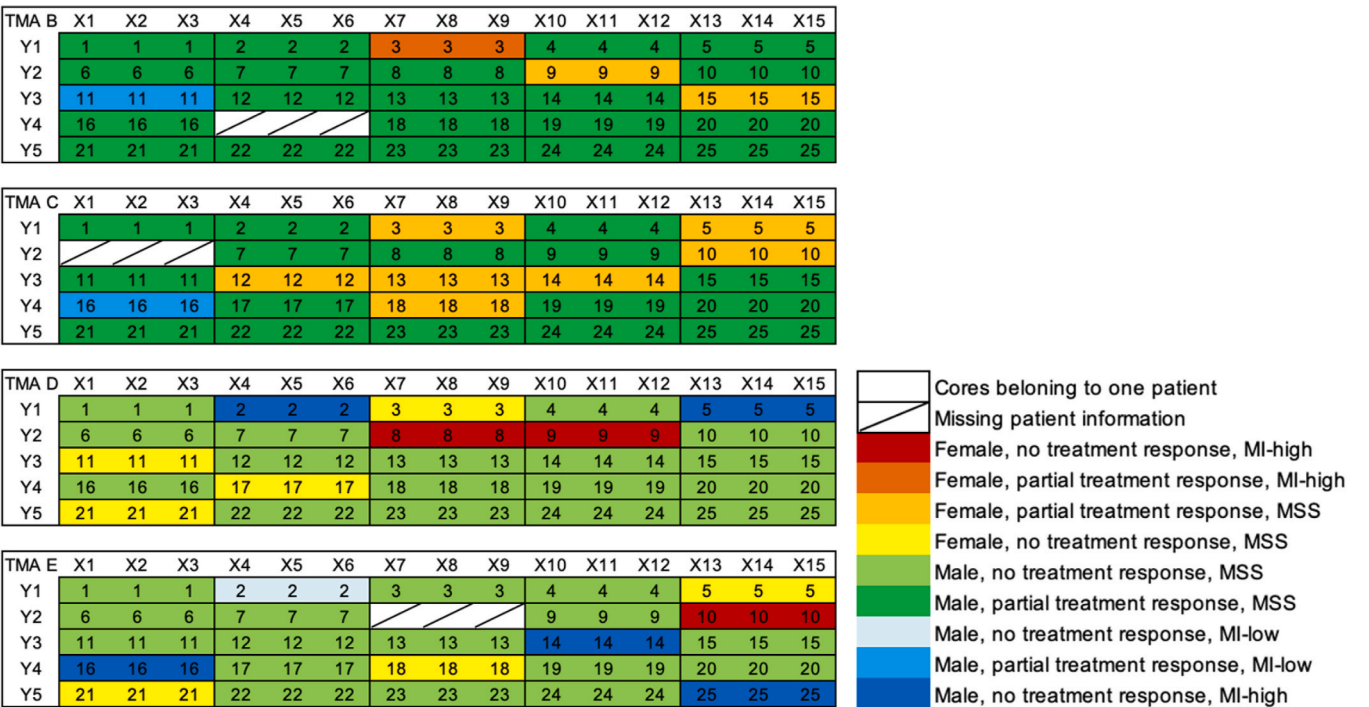 TMA B X1 X2 X3 X4 X5 X6 X7 X8 X9 X10 X11 X12 X13 X14 X15
Y1 1 1 1 2 2 2 3 3 3 4 4 4 5 5 5
Y2 6 6 6 7 7 7 8 8 8 9 9 9 10 10 10
Y3 11 11 11 12 12 12 13 13 13 14 14 14 15 15 15
Y4 16 16 16 18 18 18 19 19 19 20 20 20
Y5 21 21 21 22 22 22 23 23 23 24 24 24 25 25 25
TMA C X1 X2 X3 X4 X5 X6 X7 X8 X9 X10 X11 X12 X13 X14 X15
Y1 1 1 1 2 2 2 3 3 3 4 4 4 5 5 5
Y2 7 7 7 8 8 8 9 9 9 10 10 10
Y3 11 11 11 12 12 12 13 13 13 14 14 14 15 15 15
Y4 16 16 16 17 17 17 18 18 18 19 19 19 20 20 20
Y5 21 21 21 22 22 22 23 23 23 24 24 24 25 25 25
TMA D X1 X2 X3 X4 X5 X6 X7 X8 X9 X10 X11 X12 X13 X14 X15
Y1 1 1 1 2 2 2 3 3 3 4 4 4 5 5 5
Y2 6 6 6 7 7 7 8 8 8 9 9 9 10 10 10
Y3 11 11 11 12 12 12 13 13 13 14 14 14 15 15 15
Y4 16 16 16 17 17 17 18 18 18 19 19 19 20 20 20
Y5 21 21 21 22 22 22 23 23 23 24 24 24 25 25 25
TMA E X1 X2 X3 X4 X5 X6 X7 X8 X9 X10 X11 X12 X13 X14 X15
Y1 1 1 1 2 2 2 3 3 3 4 4 4 5 5 5
Y2 6 6 6 7 7 7 9 9 9 10 10 10
Y3 11 11 11 12 12 12 13 13 13 14 14 14 15 15 15
Y4 16 16 16 17 17 17 18 18 18 19 19 19 20 20 20
Y5 21 21 21 22 22 22 23 23 23 24 24 24 25 25 25
Cores beloning to one patient
Missing patient information
Female, no treatment response, MI-high
Female, partial treatment response, MI-high
Female, partial treatment response, MSS
Female, no treatment response, MSS
Male, no treatment response, MSS
Male, partial treatment response, MSS
Male, no treatment response, MI-low
Male, partial treatment response, MI-low
Male, no treatment response, MI-high